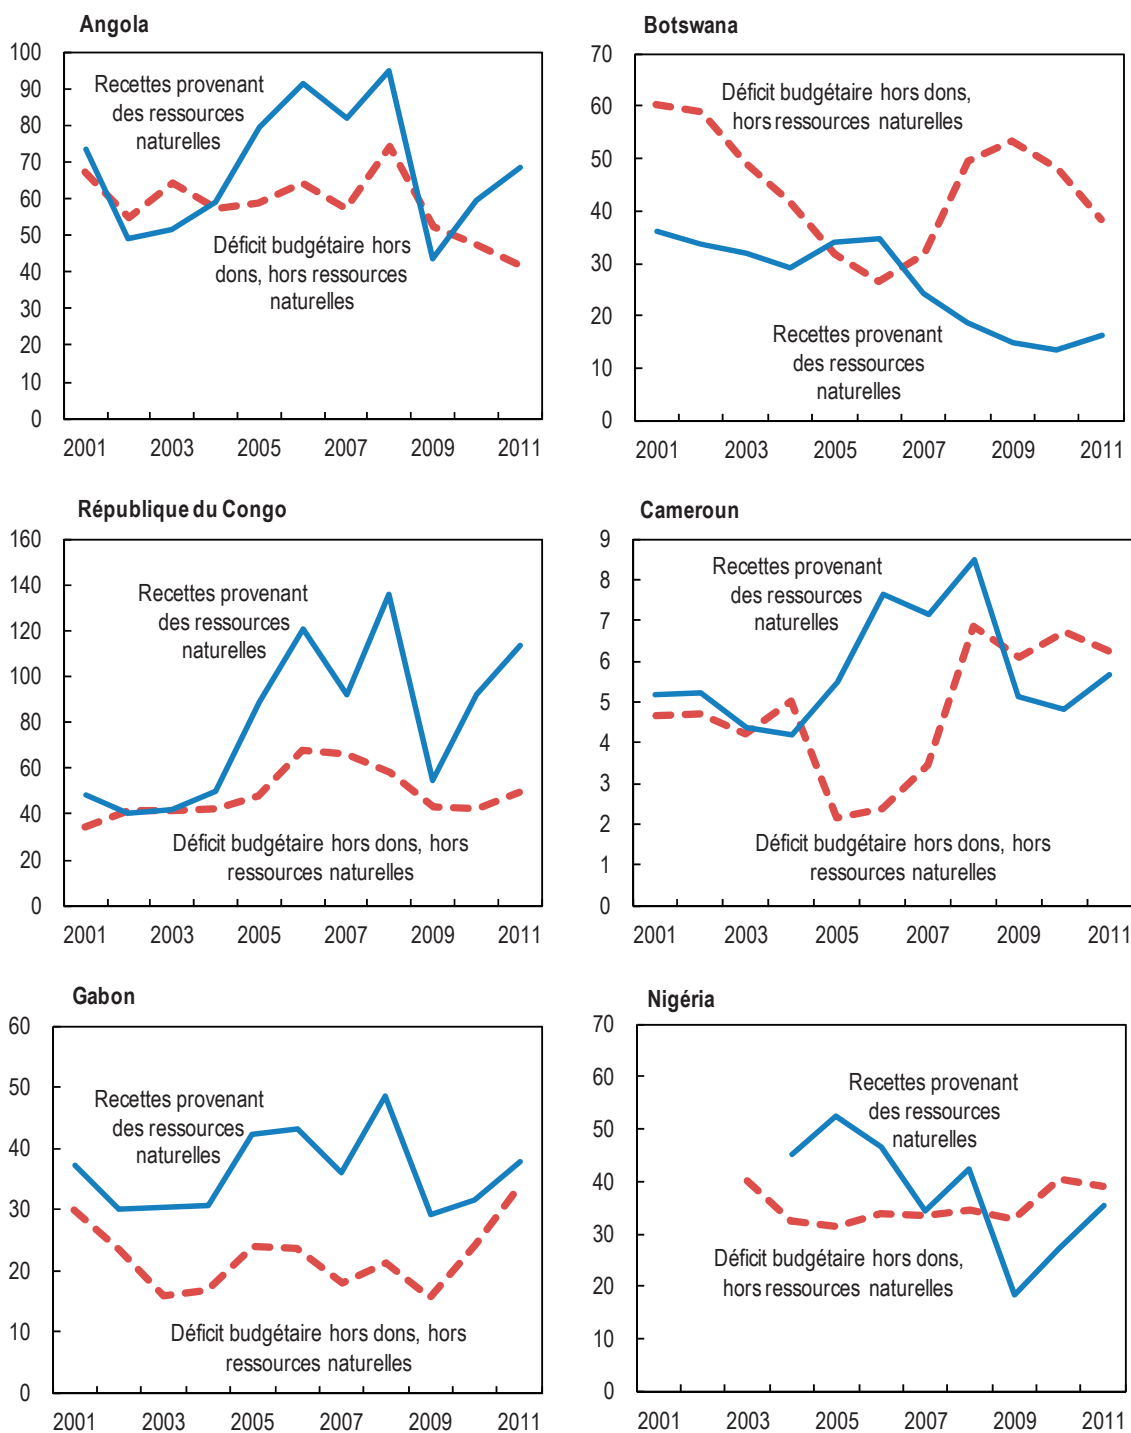 Angola
100
90
80
70
60
50
40
30
20
10
0
Recettes provenant
des ressources
naturelles
Déficit budgétaire hors
dons, hors ressources
naturelles
2001 2003 2005 2007 2009 2011
Botswana
70
60
50
40
30
20
10
0
Déficit budgétaire hors dons,
hors ressources naturelles
Recettes provenant
des ressources
naturelles
2001 2003 2005 2007 2009 2011
République du Congo
160
140
120
100
80
60
40
20
0
Recettes provenant
des ressources
naturelles
Déficit budgétaire hors dons, hors
ressources naturelles
2001 2003 2005 2007 2009 2011
Cameroun
9
8
7
6
5
4
3
2
1
0
Recettes provenant
des ressources
naturelles
Déficit budgétaire hors dons, hors
ressources naturelles
2001 2003 2005 2007 2009 2011
Gabon
60
50
40
30
20
10
0
Recettes provenant
des ressources
naturelles
Déficit budgétaire hors dons, hors
ressources naturelles
2001 2003 2005 2007 2009 2011
Nigéria
70
60
50
40
30
20
10
0
Recettes provenant
des ressources
naturelles
Déficit budgétaire hors dons,
hors ressources naturelles
2001 2003 2005 2007 2009 2011